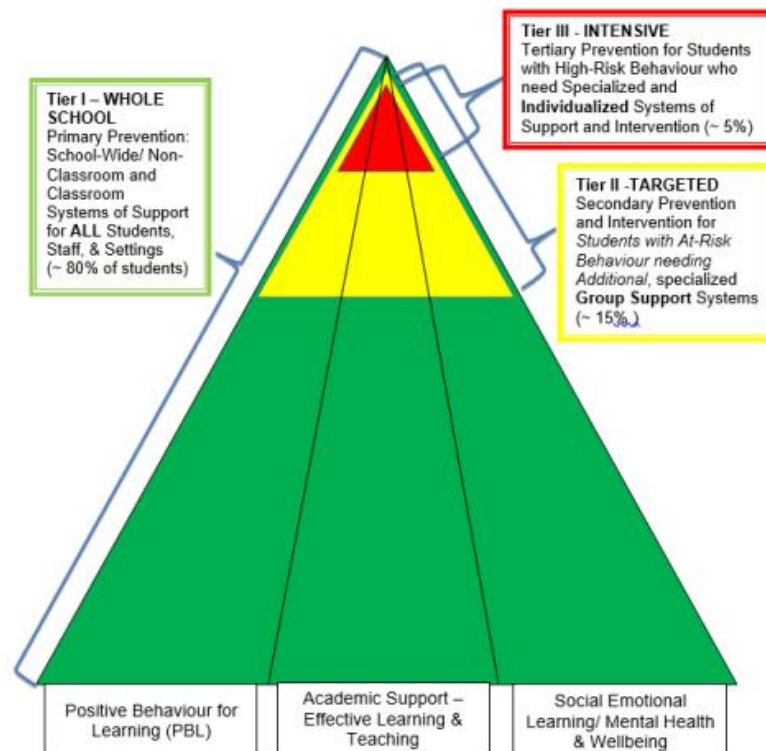 Tier I – WHOLE
SCHOOL
Primary Prevention:
School-Wide/ Non-
Classroom and
Classroom
Systems of Support
for ALL Students,
Staff, & Settings
(~ 80% of students)
Tier III - INTENSIVE
Tertiary Prevention for Students
with High-Risk Behaviour who
need Specialized and
Individualized Systems of
Support and Intervention (~ 5%)
Tier II -TARGETED
Secondary Prevention
and Intervention for
Students with At-Risk
Behaviour needing
Additional, specialized
Group Support Systems
(~ 15% )
Positive Behaviour for
Learning (PBL)
Academic Support –
Effective Learning &
Teaching
Social Emotional
Learning/ Mental Health
& Wellbeing